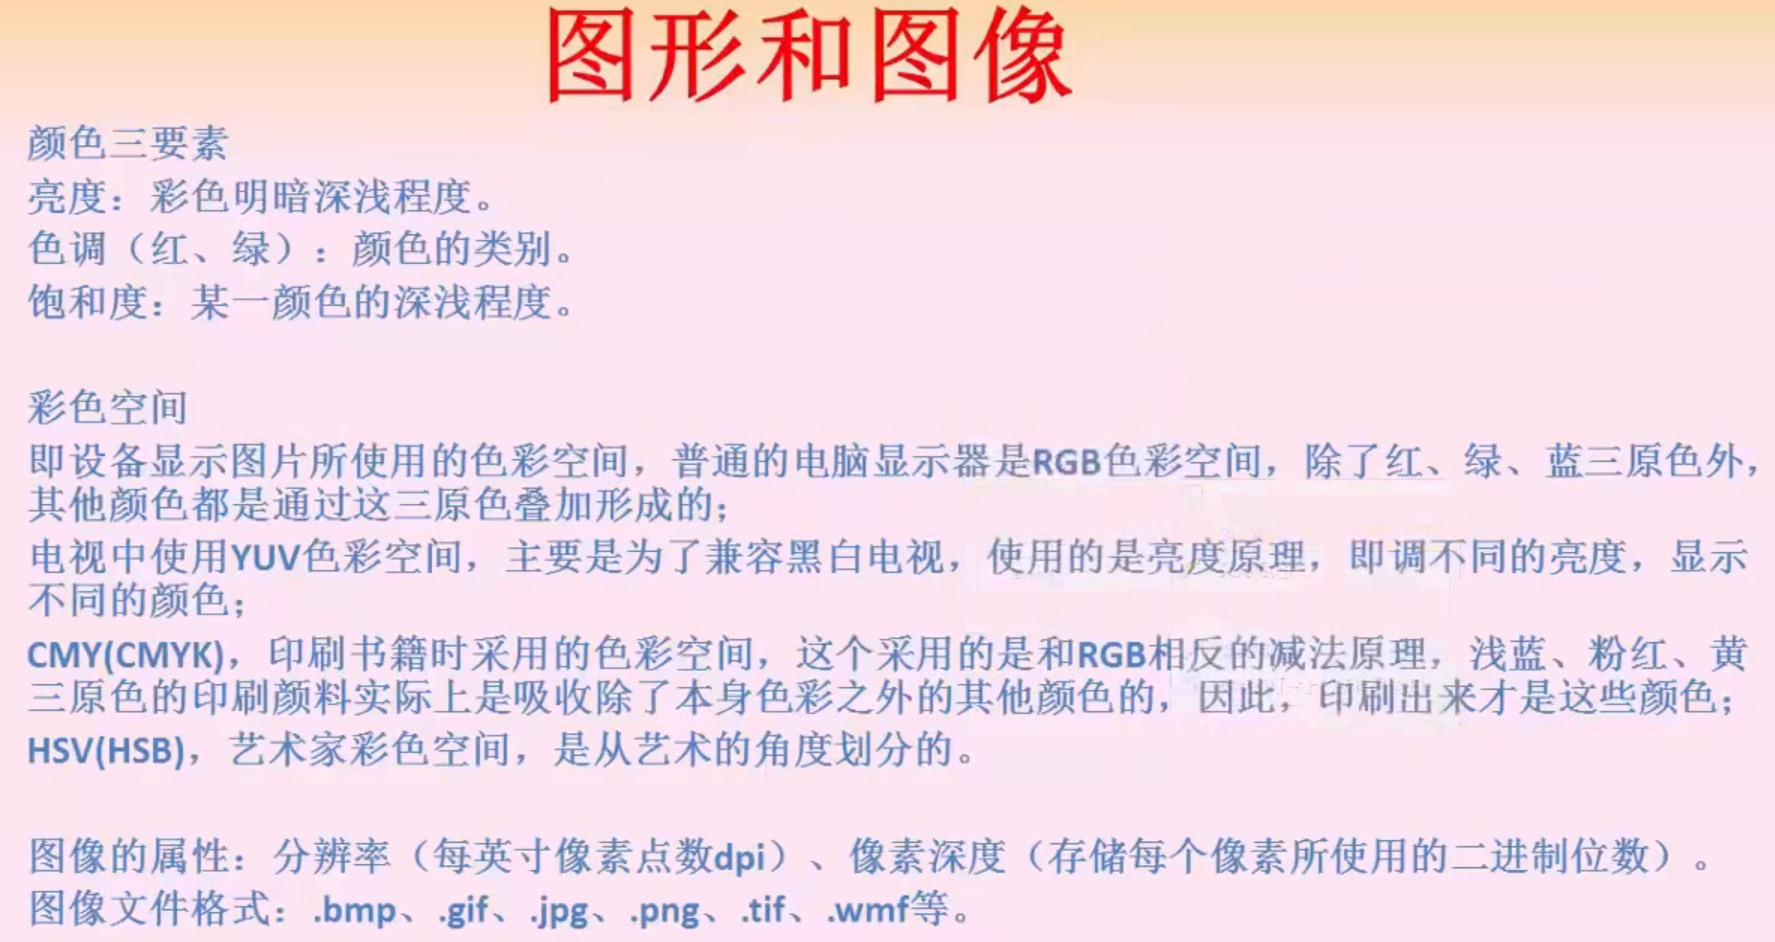 图形和图像
颜色三要素
亮度：彩色明暗深浅程度。
色调（红、绿）：颜色的类别。
饱和度：某一颜色的深浅程度。
彩色空间
即设备显示图片所使用的色彩空间，普通的电脑显示器是RGB色彩空间，除了红、绿、蓝三原色外，
其他颜色都是通过这三原色叠加形成的；
电视中使用YUV色彩空间，主要是为了兼容黑白电视，使用的是亮度原理，即调不同的亮度，显示
不同的颜色；
CMY(CMYK)，印刷书籍时采用的色彩空间，这个采用的是和RGB相反的减法原理，浅蓝、粉红、黄
三原色的印刷颜料实际上是吸收除了本身色彩之外的其他颜色的，因此，印刷出来才是这些颜色；
HSV(HSB)，艺术家彩色空间，是从艺术的角度划分的。
图像的属性：分辨率（每英寸像素点数dpi）、像素深度（存储每个像素所使用的二进制位数）。
图像文件格式：.bmp、.gif、.jpg、.png、.tif、.wmf等。